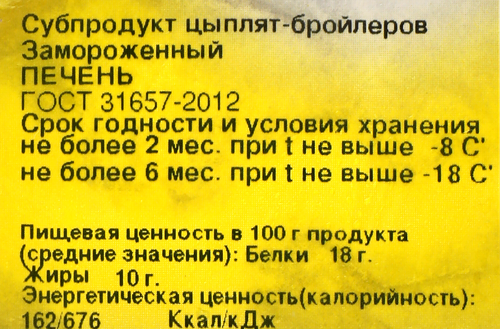 Субпродукт цыплят-бройлеров
Замороженный
ПЕЧЕНЬ
ГОСТ 31657-2012
Срок годности и условия хранения
не более 2 мес. при t не выше -8 С'
не более 6 мес. при t не выше -18 С'
Пищевая ценность в 100 г продукта
(средние значения): Белки 18 г.
Жиры 10 г.
Энергетическая ценность(калорийность):
162/676 Ккал/кДж